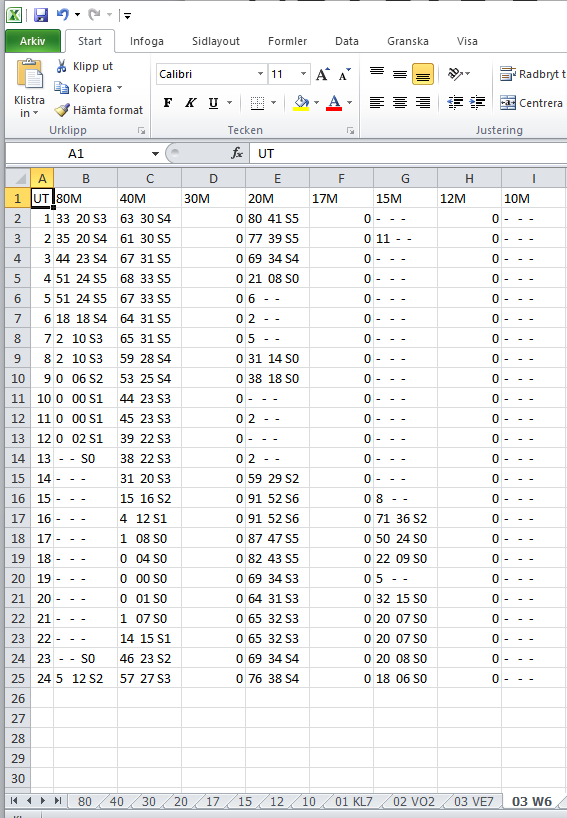 Arkiv Start Infoga Sidlayout Formler Data Granska Visa
Klistra in Klipp ut Calibri 11 A A Radbryt t
Kopiera F K U A Centrera
Hämta format
Urklipp Tecken Justering
A1 fx UT
A B C D E F G H I
1 UT 80M 40M 30M 20M 17M 15M 12M 10M
2 1 33 20 S3 63 30 S4 0 80 41 S5 0 - - - 0 - - -
3 2 35 20 S4 61 30 S5 0 77 39 S5 0 11 - - 0 - - -
4 3 44 23 S4 67 31 S5 0 69 34 S4 0 - - - 0 - - -
5 4 51 24 S5 68 33 S5 0 21 08 S0 0 - - - 0 - - -
6 5 51 24 S5 67 33 S5 0 6 - - 0 - - - 0 - - -
7 6 18 18 S4 64 31 S5 0 2 - - 0 - - - 0 - - -
8 7 2 10 S3 65 31 S5 0 5 - - 0 - - - 0 - - -
9 8 2 10 S3 59 28 S4 0 31 14 S0 0 - - - 0 - - -
10 9 0 06 S2 53 25 S4 0 38 18 S0 0 - - - 0 - - -
11 10 0 00 S1 44 23 S3 0 - - - 0 - - - 0 - - -
12 11 0 00 S1 45 23 S3 0 2 - - 0 - - - 0 - - -
13 12 0 02 S1 39 22 S3 0 - - - 0 - - - 0 - - -
14 13 - - S0 38 22 S3 0 2 - - 0 - - - 0 - - -
15 14 - - - 31 20 S3 0 59 29 S2 0 - - - 0 - - -
16 15 - - - 15 16 S2 0 91 52 S6 0 8 - - 0 - - -
17 16 - - - 4 12 S1 0 91 52 S6 0 71 36 S2 0 - - -
18 17 - - - 1 08 S0 0 87 47 S5 0 50 24 S0 0 - - -
19 18 - - - 0 04 S0 0 82 43 S5 0 22 09 S0 0 - - -
20 19 - - - 0 00 S0 0 69 34 S3 0 5 - - 0 - - -
21 20 - - - 0 01 S0 0 64 31 S3 0 32 15 S0 0 - - -
22 21 - - - 1 07 S0 0 65 32 S3 0 20 07 S0 0 - - -
23 22 - - - 14 15 S1 0 65 32 S3 0 20 07 S0 0 - - -
24 23 - - S0 46 23 S2 0 69 34 S4 0 20 08 S0 0 - - -
25 24 5 12 S2 57 27 S3 0 76 38 S4 0 18 06 S0 0 - - -
26
27
28
29
30
80 40 30 20 17 15 12 10 01 KL7 02 VO2 03 VE7 03 W6